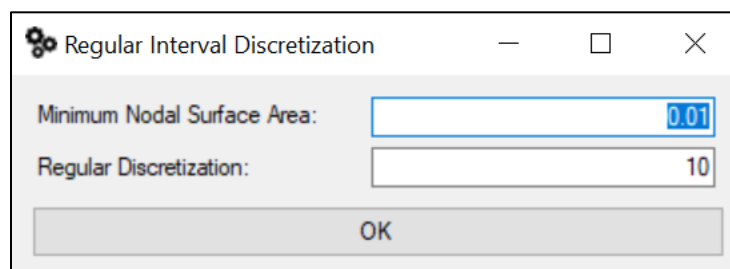 Regular Interval Discretization
Minimum Nodal Surface Area: 0.01
Regular Discretization: 10
OK